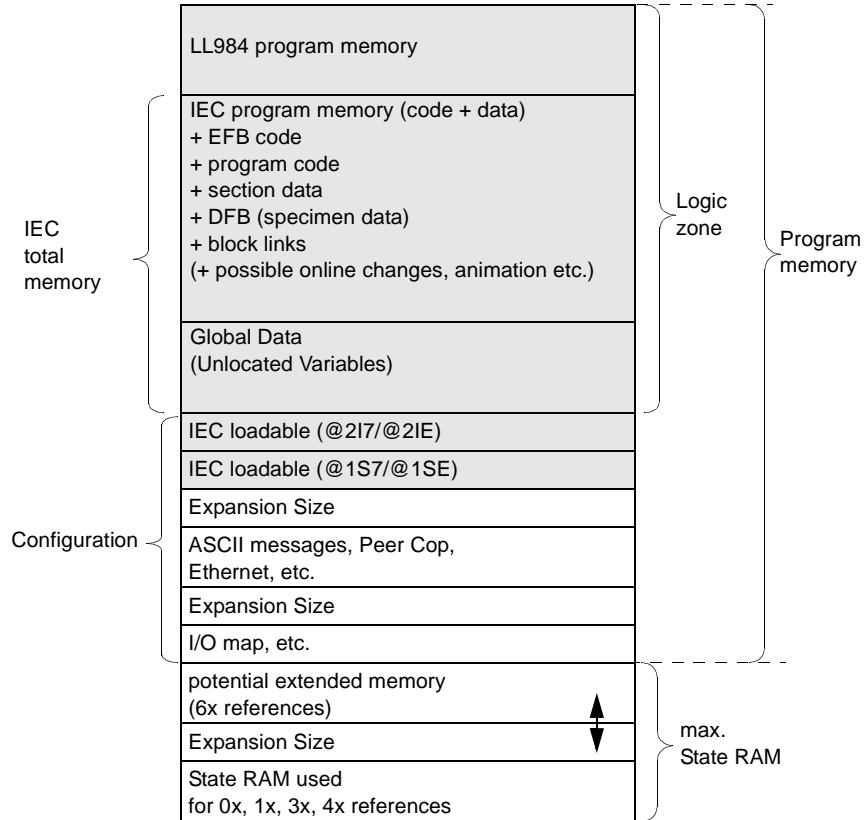 LL984 program memory
IEC program memory (code + data)
+ EFB code
+ program code
+ section data
+ DFB (specimen data)
+ block links
(+ possible online changes, animation etc.)
Global Data
(Unlocated Variables)
IEC loadable (@2I7/@2IE)
IEC loadable (@1S7/@1SE)
Expansion Size
ASCII messages, Peer Cop,
Ethernet, etc.
Expansion Size
I/O map, etc.
potential extended memory
(6x references)
Expansion Size
State RAM used
for 0x, 1x, 3x, 4x references
IEC
total
memory
Configuration
Logic
zone
Program
memory
max.
State RAM